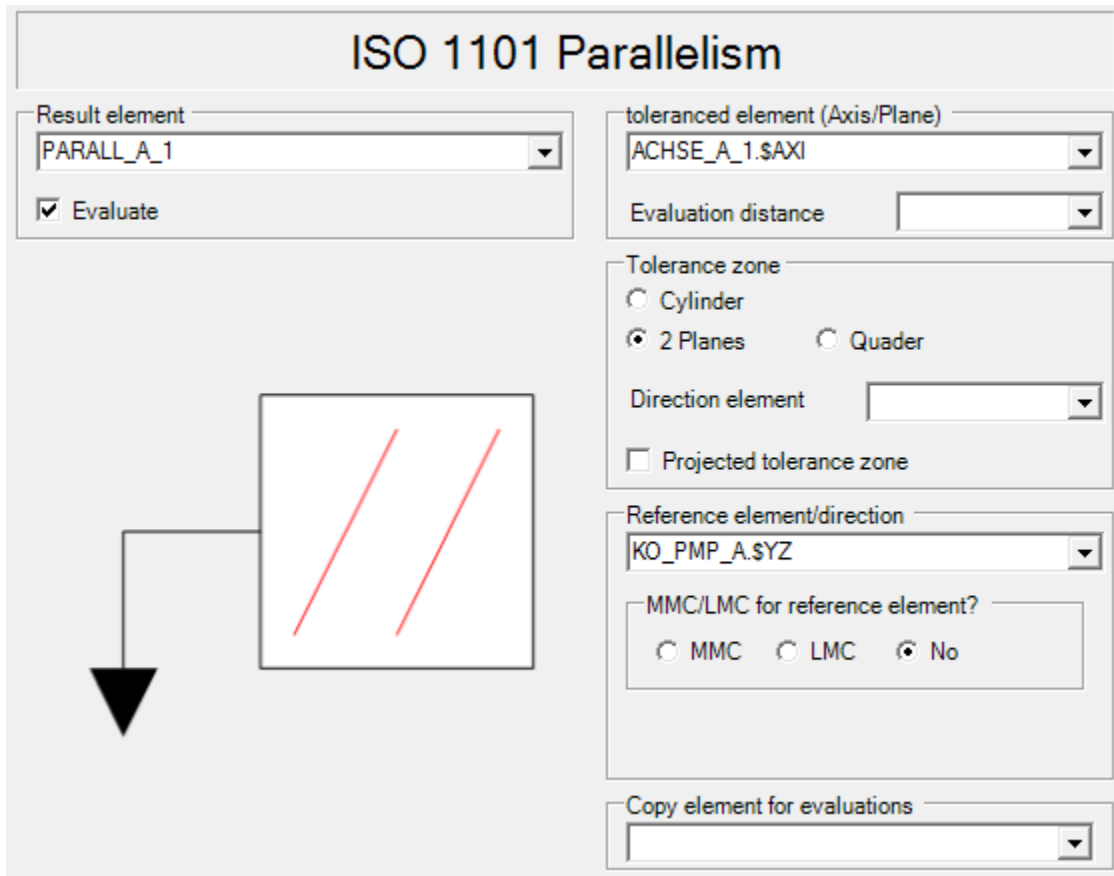 ISO 1101 Parallelism
Result element
PARALL_A_1
Evaluate
toleranced element (Axis/Plane)
ACHSE_A_1.$AXI
Evaluation distance
Tolerance zone
Cylinder
2 Planes Quader
Direction element
Projected tolerance zone
Reference element/direction
KO_PMP_A.$YZ
MMC/LMC for reference element?
MMC LMC No
Copy element for evaluations